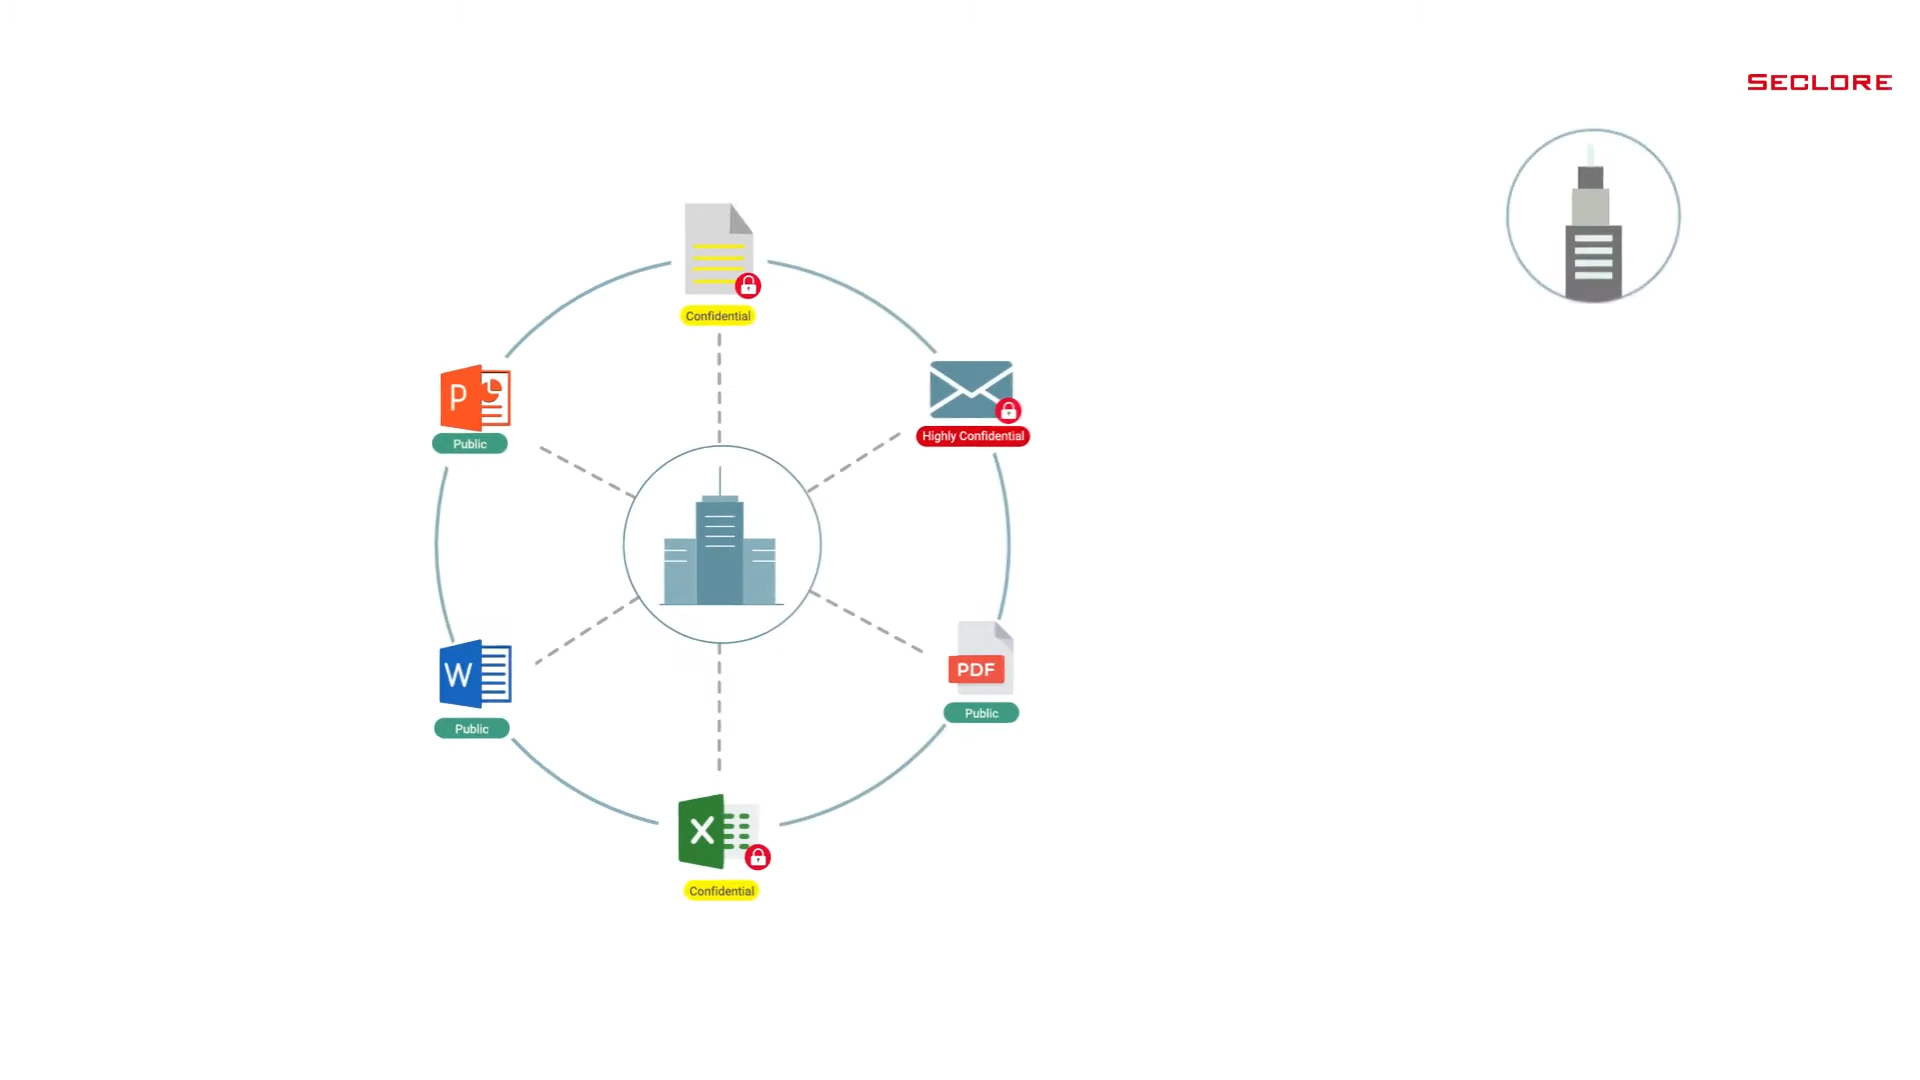 SECLORE
Confidential
P
Public
Highly Confidential
W
Public
PDF
Public
X
Confidential